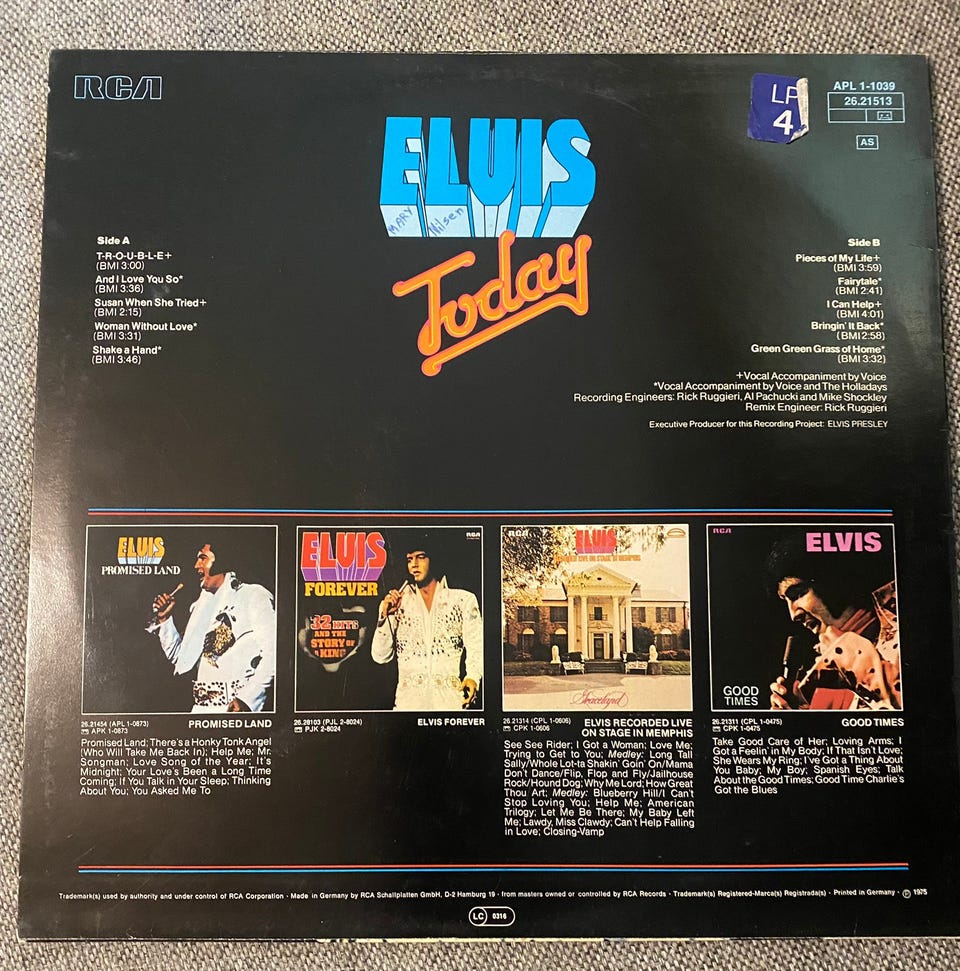 RCA
LP
4
APL 1-1039
26.21513
AS
ELVIS
MARY Nilsen
Today
Side A
T-R-O-U-B-L-E+
(BMI 3:00)
And I Love You So*
(BMI 3:36)
Susan When She Tried+
(BMI 2:15)
Woman Without Love*
(BMI 3:31)
Shake a Hand*
(BMI 3:46)
Side B
Pieces of My Life+
(BMI 3:59)
Fairytale*
(BMI 2:41)
I Can Help+
(BMI 4:01)
Bringin' It Back*
(BMI 2:58)
Green Green Grass of Home*
(BMI 3:32)
+Vocal Accompaniment by Voice
*Vocal Accompaniment by Voice and The Holladays
Recording Engineers: Rick Ruggieri, Al Pachucki and Mike Shockley
Remix Engineer: Rick Ruggieri
Executive Producer for this Recording Project: ELVIS PRESLEY
ELVIS
PROMISED LAND
26.21454 (APL 1-0873)
APK 1-0873
PROMISED LAND
Promised Land; There's a Honky Tonk Angel
(Who Will Take Me Back In); Help Me; Mr.
Songman; Love Song of the Year; It's
Midnight; Your Love's Been a Long Time
Coming; If You Talk in Your Sleep; Thinking
About You; You Asked Me To
RCA
ELVIS
FOREVER
32 HITS
AND THE
STORY OF
A KING
26.28103 (PJL 2-8024)
PJK 2-8024
ELVIS FOREVER
RCA
ELVIS
RECORDED LIVE ON STAGE IN MEMPHIS
Graceland
26.21314 (CPL 1-0606)
CPK 1-0606
ELVIS RECORDED LIVE
ON STAGE IN MEMPHIS
See See Rider; I Got a Woman; Love Me;
Trying to Get to You; Medley: Long Tall
Sally/Whole Lot-ta Shakin' Goin' On/Mama
Don't Dance/Flip, Flop and Fly/Jailhouse
Rock/Hound Dog; Why Me Lord; How Great
Thou Art; Medley: Blueberry Hill/I Can't
Stop Loving You; Help Me; American
Trilogy; Let Me Be There; My Baby Left
Me; Lawdy, Miss Clawdy; Can't Help Falling
in Love; Closing-Vamp
RCA
ELVIS
GOOD
TIMES
26.21311 (CPL 1-0475)
CPK 1-0475
GOOD TIMES
Take Good Care of Her; Loving Arms; I
Got a Feelin' in My Body; If That Isn't Love;
She Wears My Ring; I've Got a Thing About
You Baby; My Boy; Spanish Eyes; Talk
About the Good Times; Good Time Charlie's
Got the Blues
Trademark(s) used by authority and under control of RCA Corporation · Made in Germany by RCA Schallplatten GmbH, D-2 Hamburg 19 · from masters owned or controlled by RCA Records · Trademark(s) Registered-Marca(s) Registrada(s) · Printed in Germany · Ⓟ 1975
LC 0316